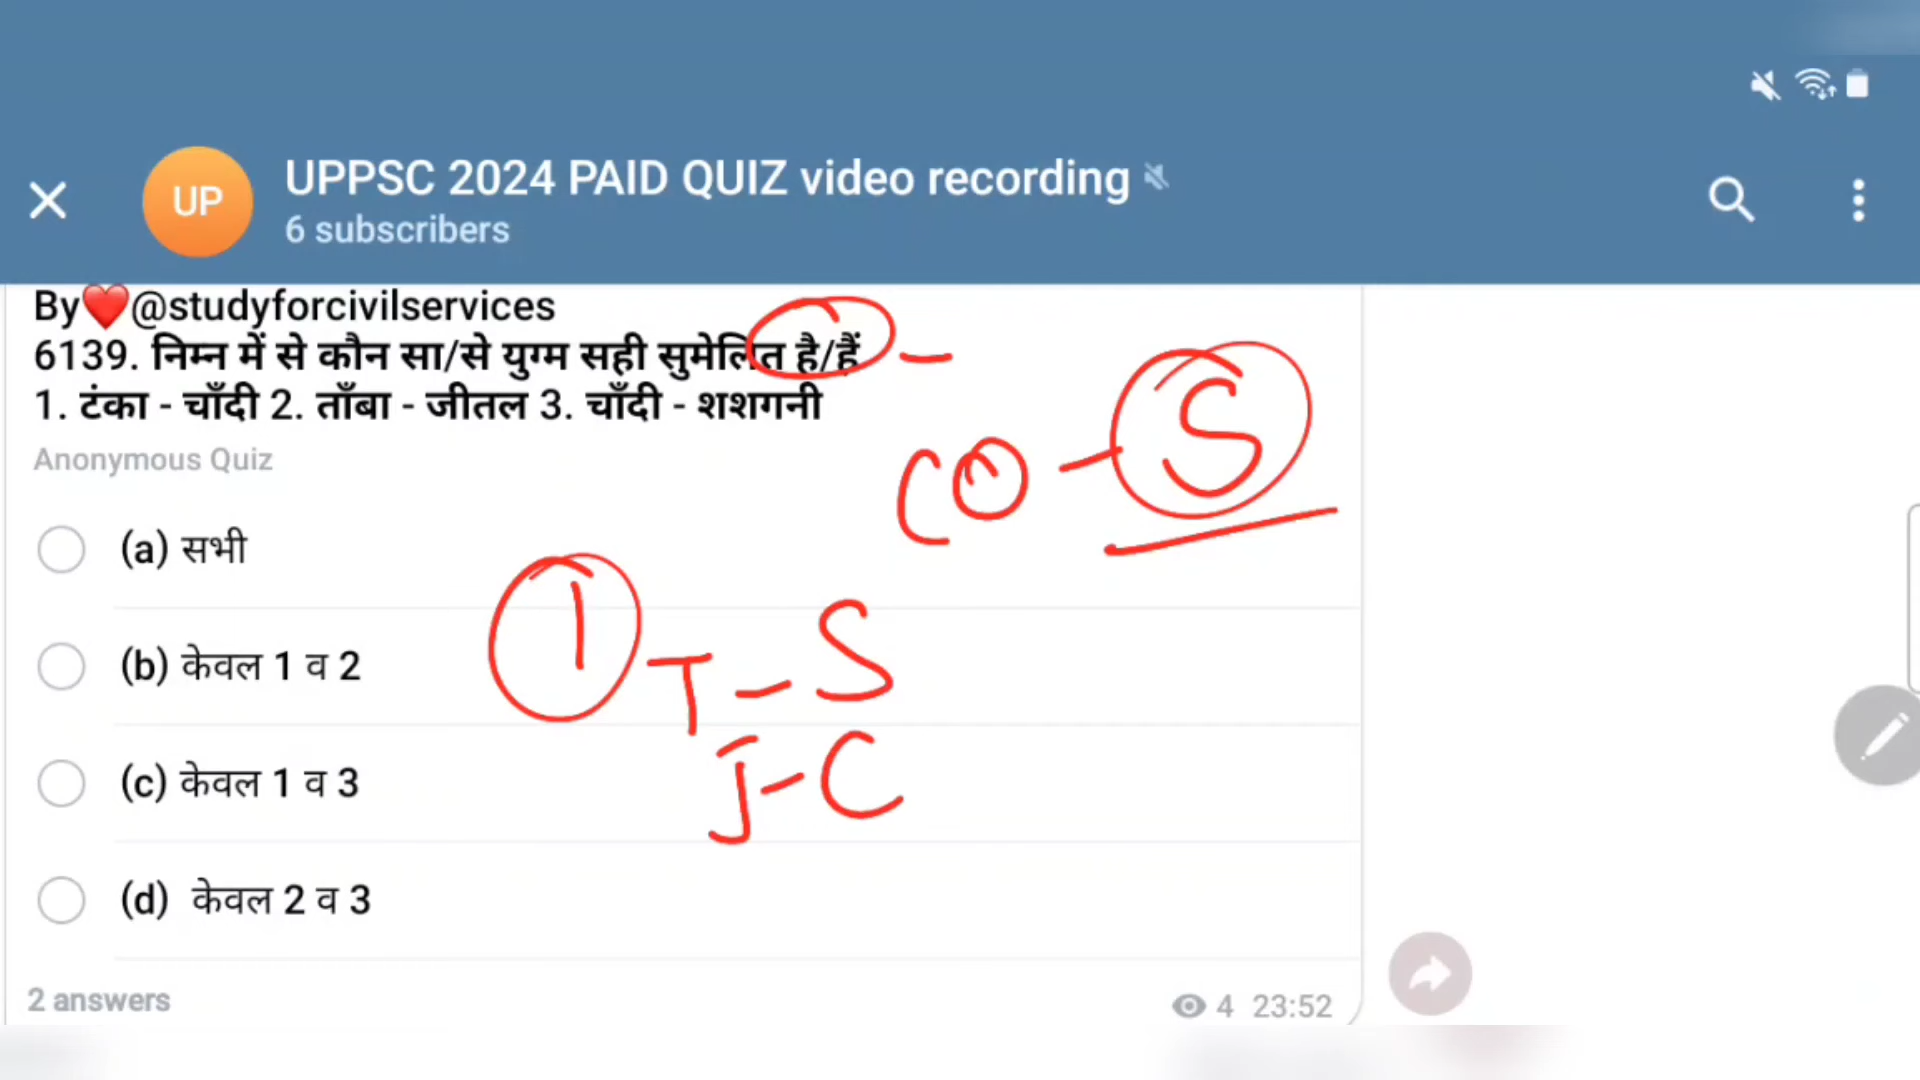 UPPSC 2024 PAID QUIZ video recording
UP
6 subscribers
By❤️@studyforcivilservices
6139. निम्न में से कौन सा/से युग्म सही सुमेलित है/हैं
1. टंका - चाँदी 2. ताँबा - जीतल 3. चाँदी - शशगनी
Anonymous Quiz
CO - S
(a) सभी
1
T - S
(b) केवल 1 व 2
J - C
(c) केवल 1 व 3
(d) केवल 2 व 3
2 answers
4 23:52